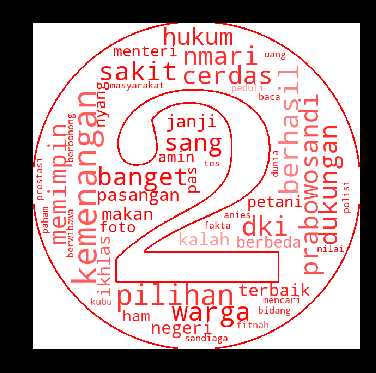 hukum
menteri
nmari
uang
sakit
cerdas
masyarakat
peduli
baca
nyang
berhasil
janji
sang
amin
tes
pas
banget
pasangan
makan
foto
kemenangan
memimpin
berbohong
berwibawa
prestasi
paham
ikhlas
kubu
dunia
prabowosandi
dukungan
polisi
nilai
petani
anies
fakta
dki
kalah
berbeda
2
pilihan
terbaik
warga
mencari
bidang
ham
negeri
fitnah
sandiaga